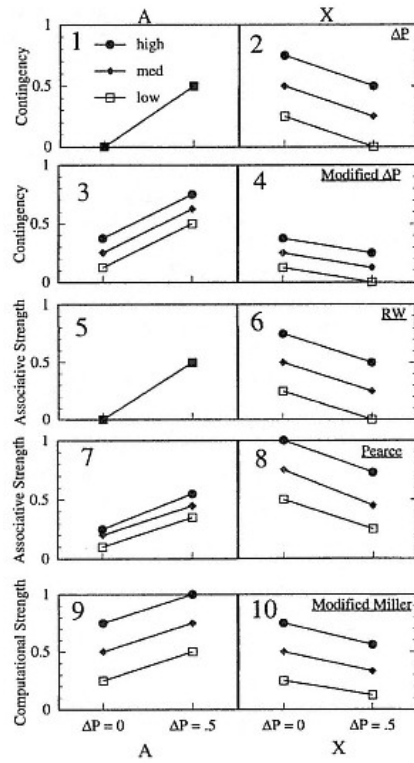 A X
1 high med low 2 ΔP
Contingency
1
0.5
0
3 4 Modified ΔP
Contingency
1
0.5
0
5 6 RW
Associative Strength
1
0.5
0
7 8 Pearce
Associative Strength
1
0.5
0
9 10 Modified Miller
Computational Strength
1
0.5
0
ΔP = 0 ΔP = .5 ΔP = 0 ΔP = .5
A X